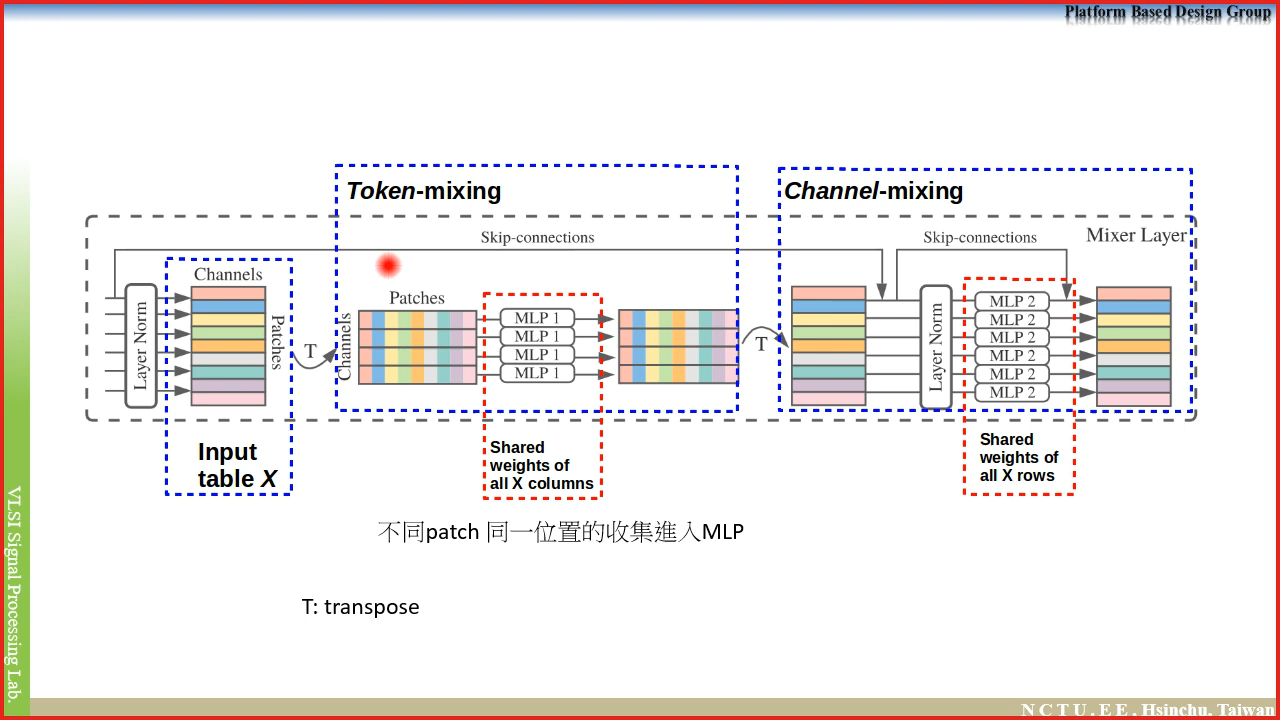 Platform Based Design Group
Token-mixing
Channel-mixing
Skip-connections
Skip-connections
Mixer Layer
Channels
Patches
Layer Norm
Patches
T
Channels
MLP 1
MLP 1
MLP 1
MLP 1
T
Layer Norm
MLP 2
MLP 2
MLP 2
MLP 2
MLP 2
MLP 2
Input
table X
Shared
weights of
all X columns
Shared
weights of
all X rows
不同patch 同一位置的收集進入MLP
T: transpose
VLSI Signal Processing Lab.
N C T U . E E , Hsinchu, Taiwan